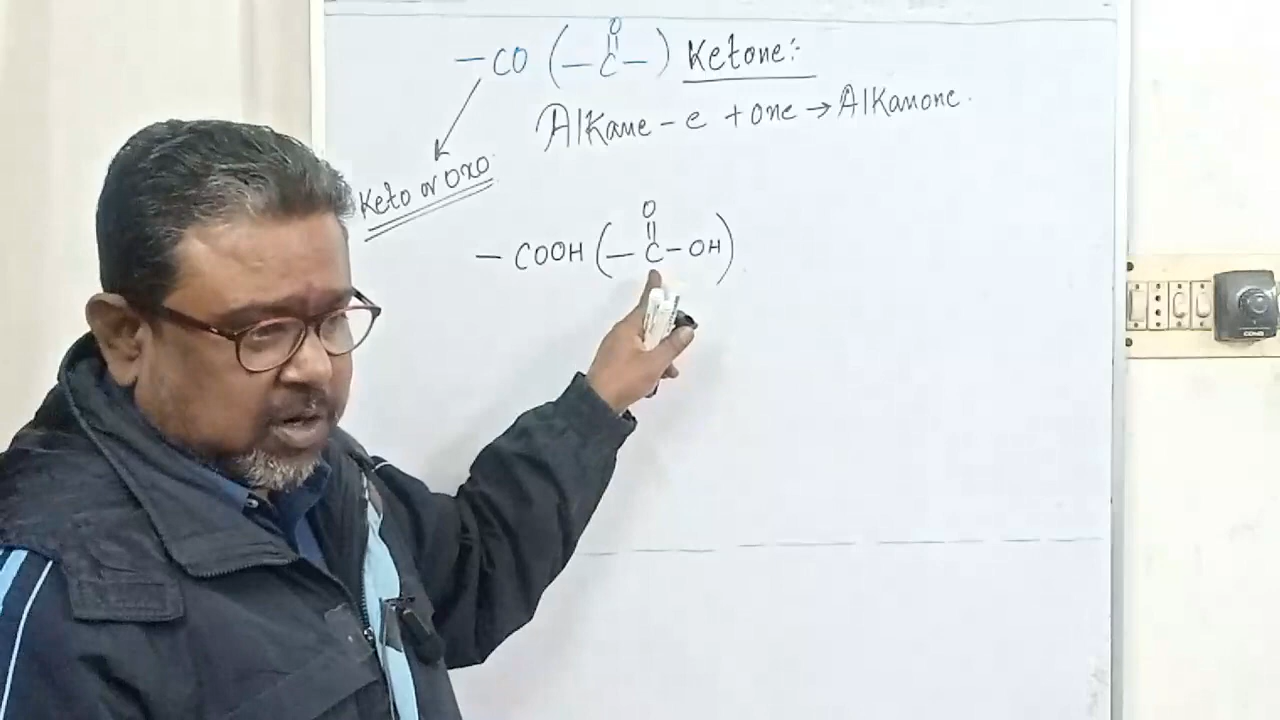 -CO (-C-) Ketone:-
O
||
Alkane - e + one → Alkanone.
Keto or oxo
O
||
-COOH (-C-OH)